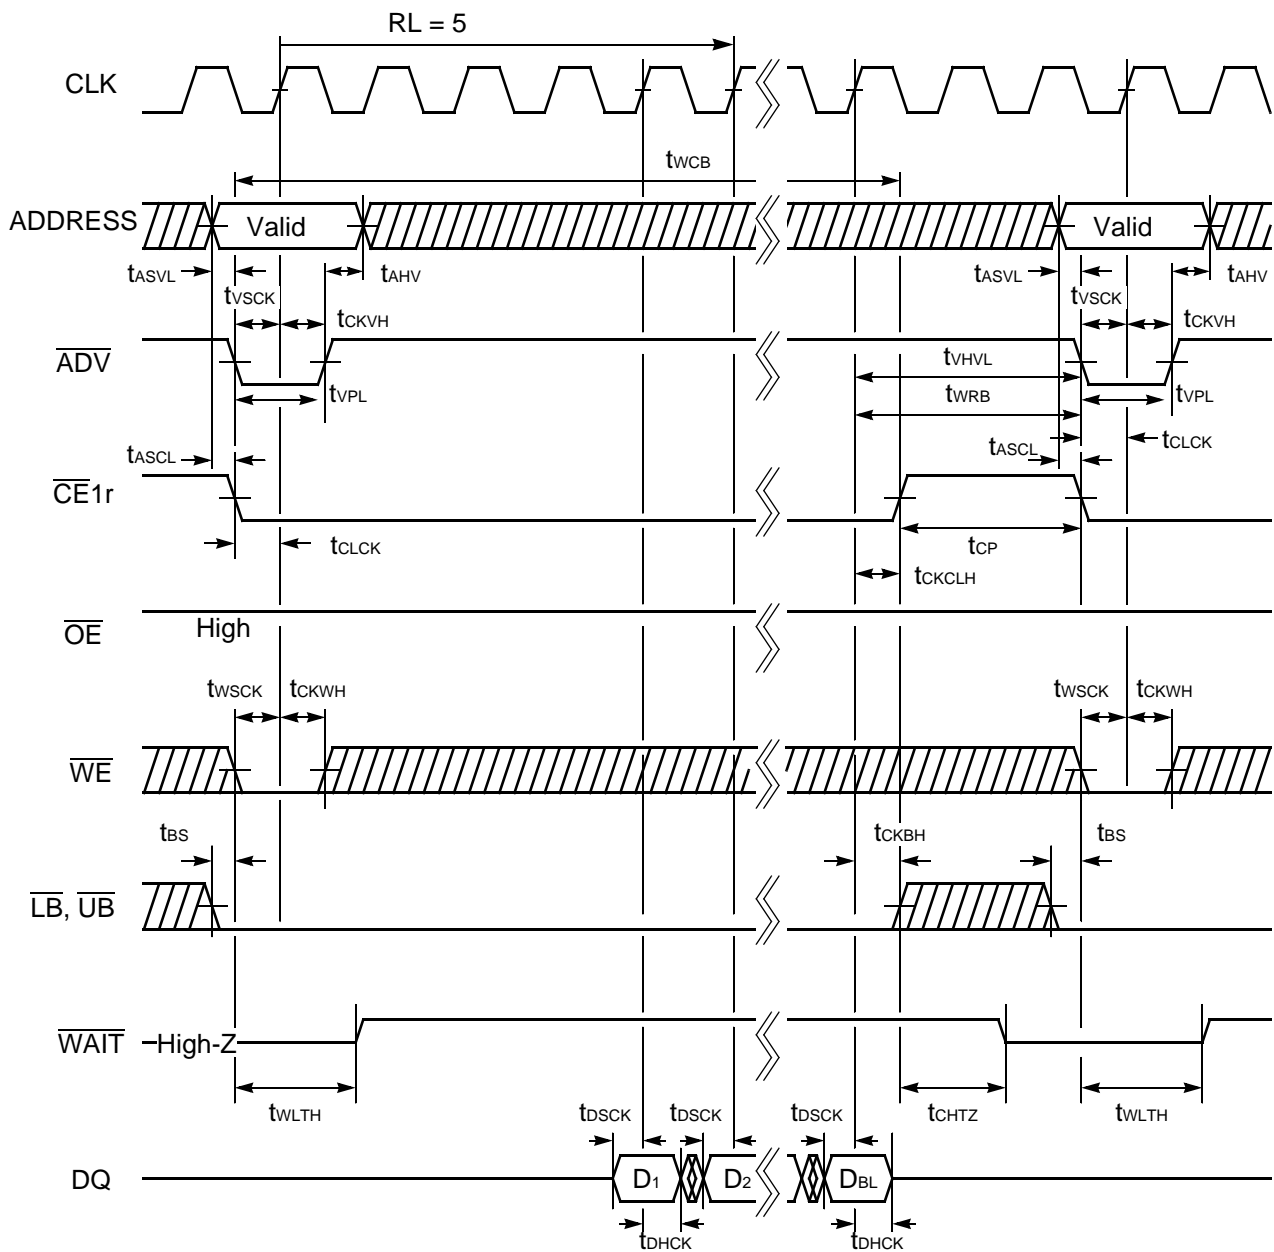 RL = 5
CLK
tWCB
ADDRESS Valid Valid
tASVL tAHV tASVL tAHV
tVSCK tVSCK
tCKVH tCKVH
ADV tVHVL
tVPL tWRB tVPL
tASCL tASCL tCLCK
CE1r
tCLCK tCP
tCKCLH
OE High
tWSCK tCKWH tWSCK tCKWH
WE
tBS tCKBH tBS
LB, UB
WAIT High-Z
tWLTH tCHTZ tWLTH
tDSCK tDSCK tDSCK
DQ D1 D2 DBL
tDHCK tDHCK